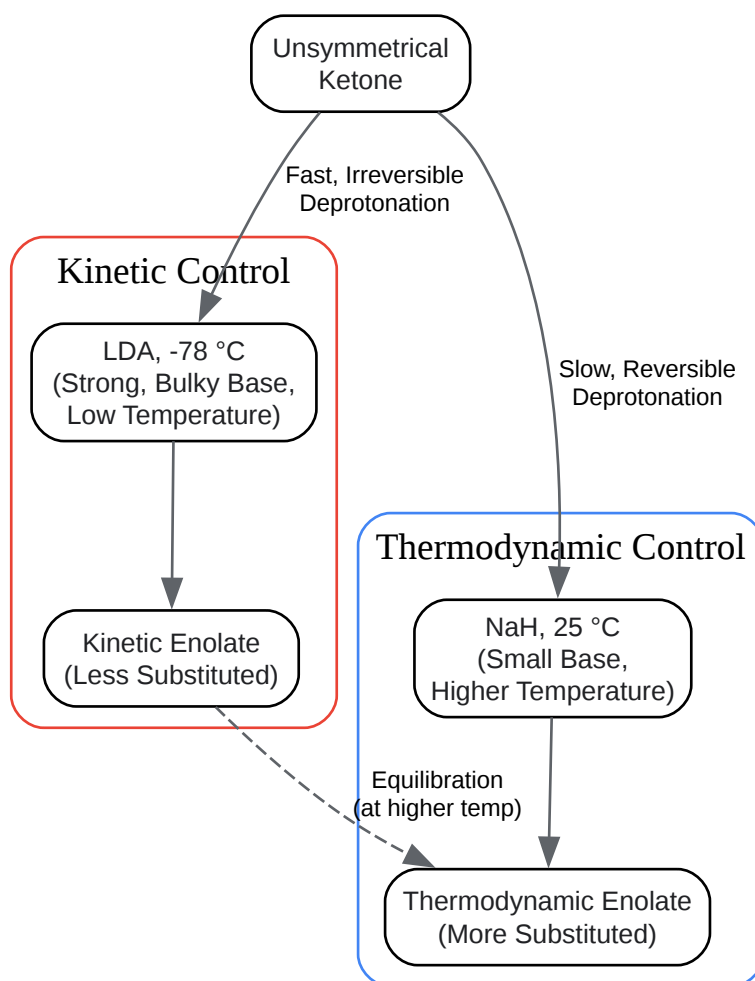 Unsymmetrical
Ketone
Fast, Irreversible
Deprotonation
Kinetic Control
LDA, -78 °C
(Strong, Bulky Base,
Low Temperature)
Slow, Reversible
Deprotonation
Thermodynamic Control
Kinetic Enolate
(Less Substituted)
NaH, 25 °C
(Small Base,
Higher Temperature)
Equilibration
(at higher temp)
Thermodynamic Enolate
(More Substituted)